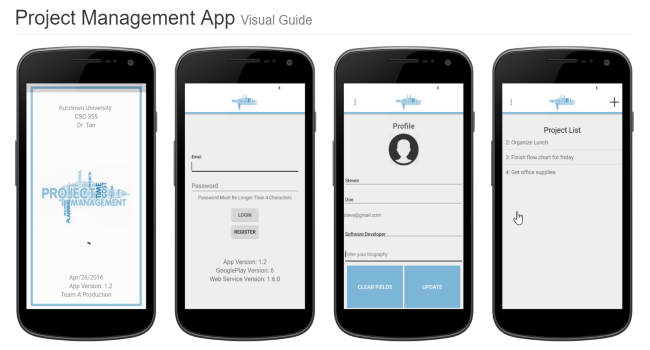 Project Management App Visual Guide
Kutztown University
CSC 355
Dr. Tan
PROJECT
MANAGEMENT
PLANNING
TIME
COST
Apr/26/2016
App Version: 1.2
Team A Production
Email
Password
Password Must Be Longer Than 4 Characters
LOGIN
REGISTER
App Version: 1.2
GooglePlay Version: 6
Web Service Version: 1.6.0
Profile
Steven
Doe
steve@gmail.com
Software Developer
Enter your biography
CLEAR FIELDS
UPDATE
Project List
2: Organize Lunch
3: Finish flow chart for friday
4: Get office supplies